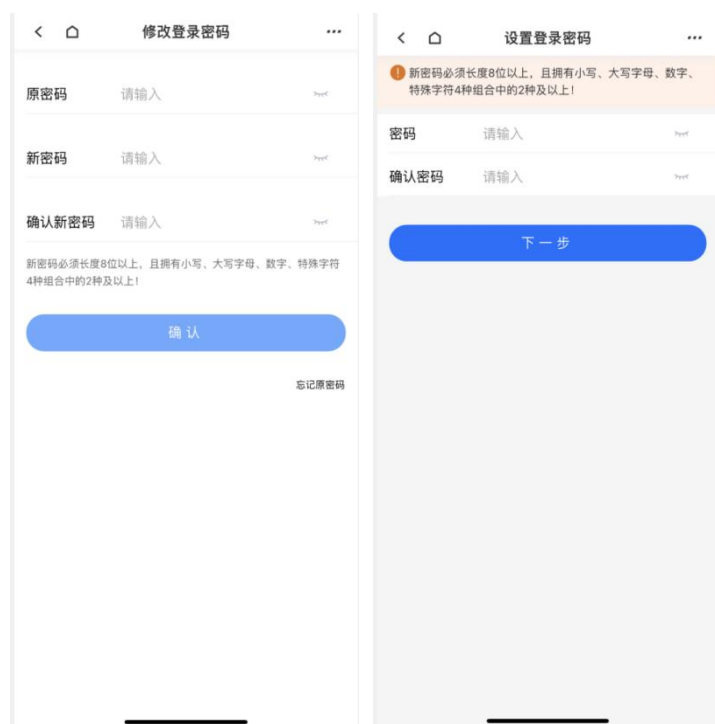 修改登录密码
原密码 请输入
新密码 请输入
确认新密码 请输入
新密码必须长度8位以上，且拥有小写、大写字母、数字、特殊字符
4种组合中的2种及以上！
确 认
忘记原密码
设置登录密码
新密码必须长度8位以上，且拥有小写、大写字母、数字、
特殊字符4种组合中的2种及以上！
密码 请输入
确认密码 请输入
下 一 步